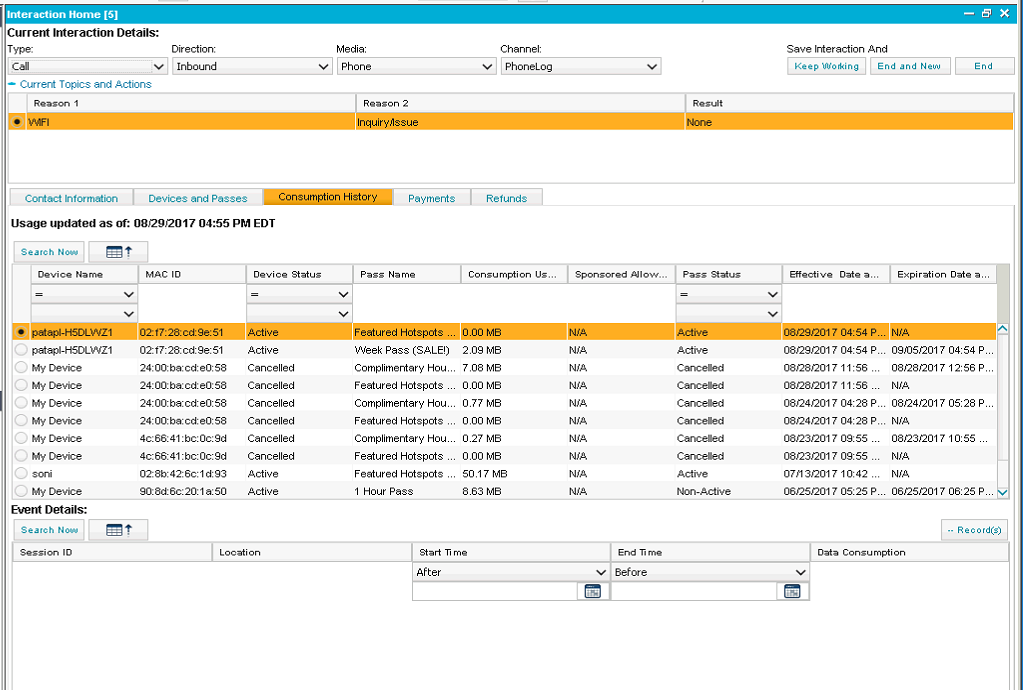 Interaction Home [5]
Current Interaction Details:
Type: Direction: Media: Channel: Save Interaction And
Call Inbound Phone PhoneLog Keep Working End and New End
Current Topics and Actions
Reason 1 Reason 2 Result
WIFI Inquiry/Issue None
Contact Information Devices and Passes Consumption History Payments Refunds
Usage updated as of: 08/29/2017 04:55 PM EDT
Search Now
Device Name MAC ID Device Status Pass Name Consumption Us... Sponsored Allow... Pass Status Effective Date a... Expiration Date a...
= = =
patapl-H5DLWZ1 02:f7:28:cd:9e:51 Active Featured Hotspots ... 0.00 MB N/A Active 08/29/2017 04:54 P... N/A
patapl-H5DLWZ1 02:f7:28:cd:9e:51 Active Week Pass (SALE!) 2.09 MB N/A Active 08/29/2017 04:54 P... 09/05/2017 04:54 P...
My Device 24:00:ba:cd:e0:58 Cancelled Complimentary Hou... 7.08 MB N/A Cancelled 08/28/2017 11:56 ... 08/28/2017 12:56 P...
My Device 24:00:ba:cd:e0:58 Cancelled Featured Hotspots ... 0.00 MB N/A Cancelled 08/28/2017 11:56 ... N/A
My Device 24:00:ba:cd:e0:58 Cancelled Complimentary Hou... 0.77 MB N/A Cancelled 08/24/2017 04:28 P... 08/24/2017 05:28 P...
My Device 24:00:ba:cd:e0:58 Cancelled Featured Hotspots ... 0.00 MB N/A Cancelled 08/24/2017 04:28 P... N/A
My Device 4c:66:41:bc:0c:9d Cancelled Complimentary Hou... 0.27 MB N/A Cancelled 08/23/2017 09:55 ... 08/23/2017 10:55 ...
My Device 4c:66:41:bc:0c:9d Cancelled Featured Hotspots ... 0.00 MB N/A Cancelled 08/23/2017 09:55 ... N/A
soni 02:8b:42:6c:1d:93 Active Featured Hotspots ... 50.17 MB N/A Active 07/13/2017 10:42 ... N/A
My Device 90:8d:6c:20:1a:50 Active 1 Hour Pass 8.63 MB N/A Non-Active 06/25/2017 05:25 P... 06/25/2017 06:25 P...
Event Details:
Search Now -- Record(s)
Session ID Location Start Time End Time Data Consumption
After Before